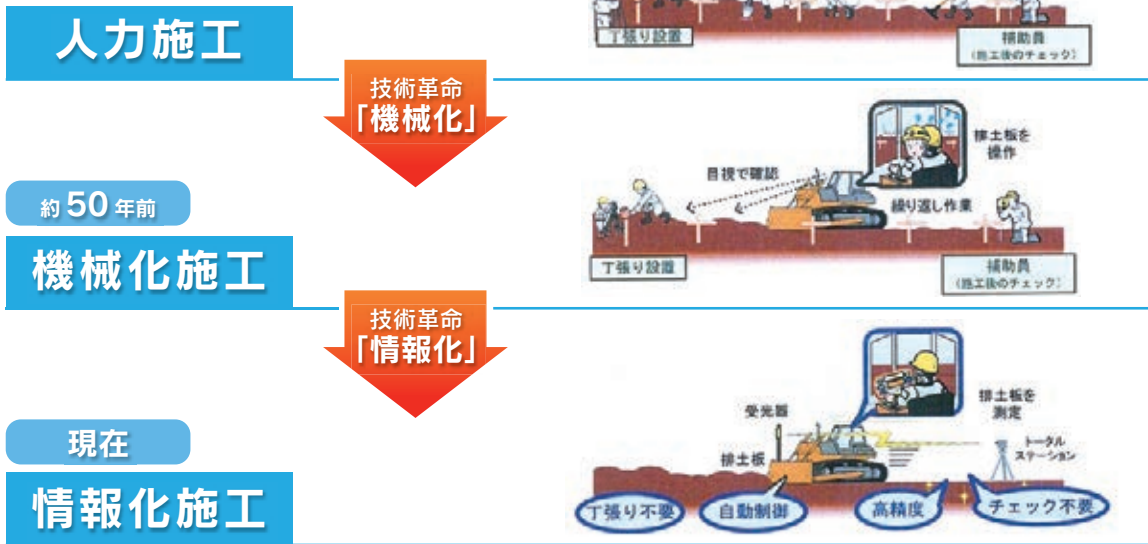 人力施工
丁張り設置
補助員
(施工後のチェック)
技術革命
「機械化」
約50年前
機械化施工
目視で確認
排土板を
操作
繰り返し作業
丁張り設置
補助員
(施工後のチェック)
技術革命
「情報化」
現在
情報化施工
受光器
排土板
排土板を
測定
トータル
ステーション
丁張り不要
自動制御
高精度
チェック不要